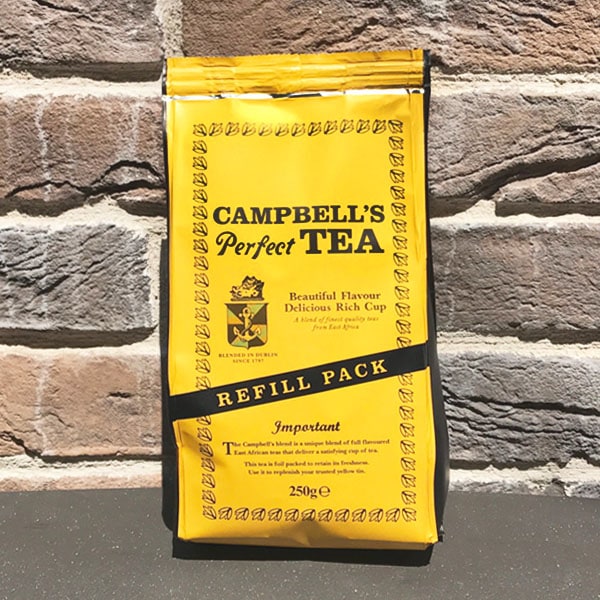 CAMPBELL'S
Perfect TEA
Beautiful Flavour
Delicious Rich Cup
A blend of finest quality teas
from East Africa
BLENDED IN DUBLIN
SINCE 1797
REFILL PACK
Important
The Campbell's blend is a unique blend of full flavoured
East African teas that deliver a satisfying cup of tea.
This tea is foil packed to retain its freshness.
Use it to replenish your trusted yellow tin.
250g℮